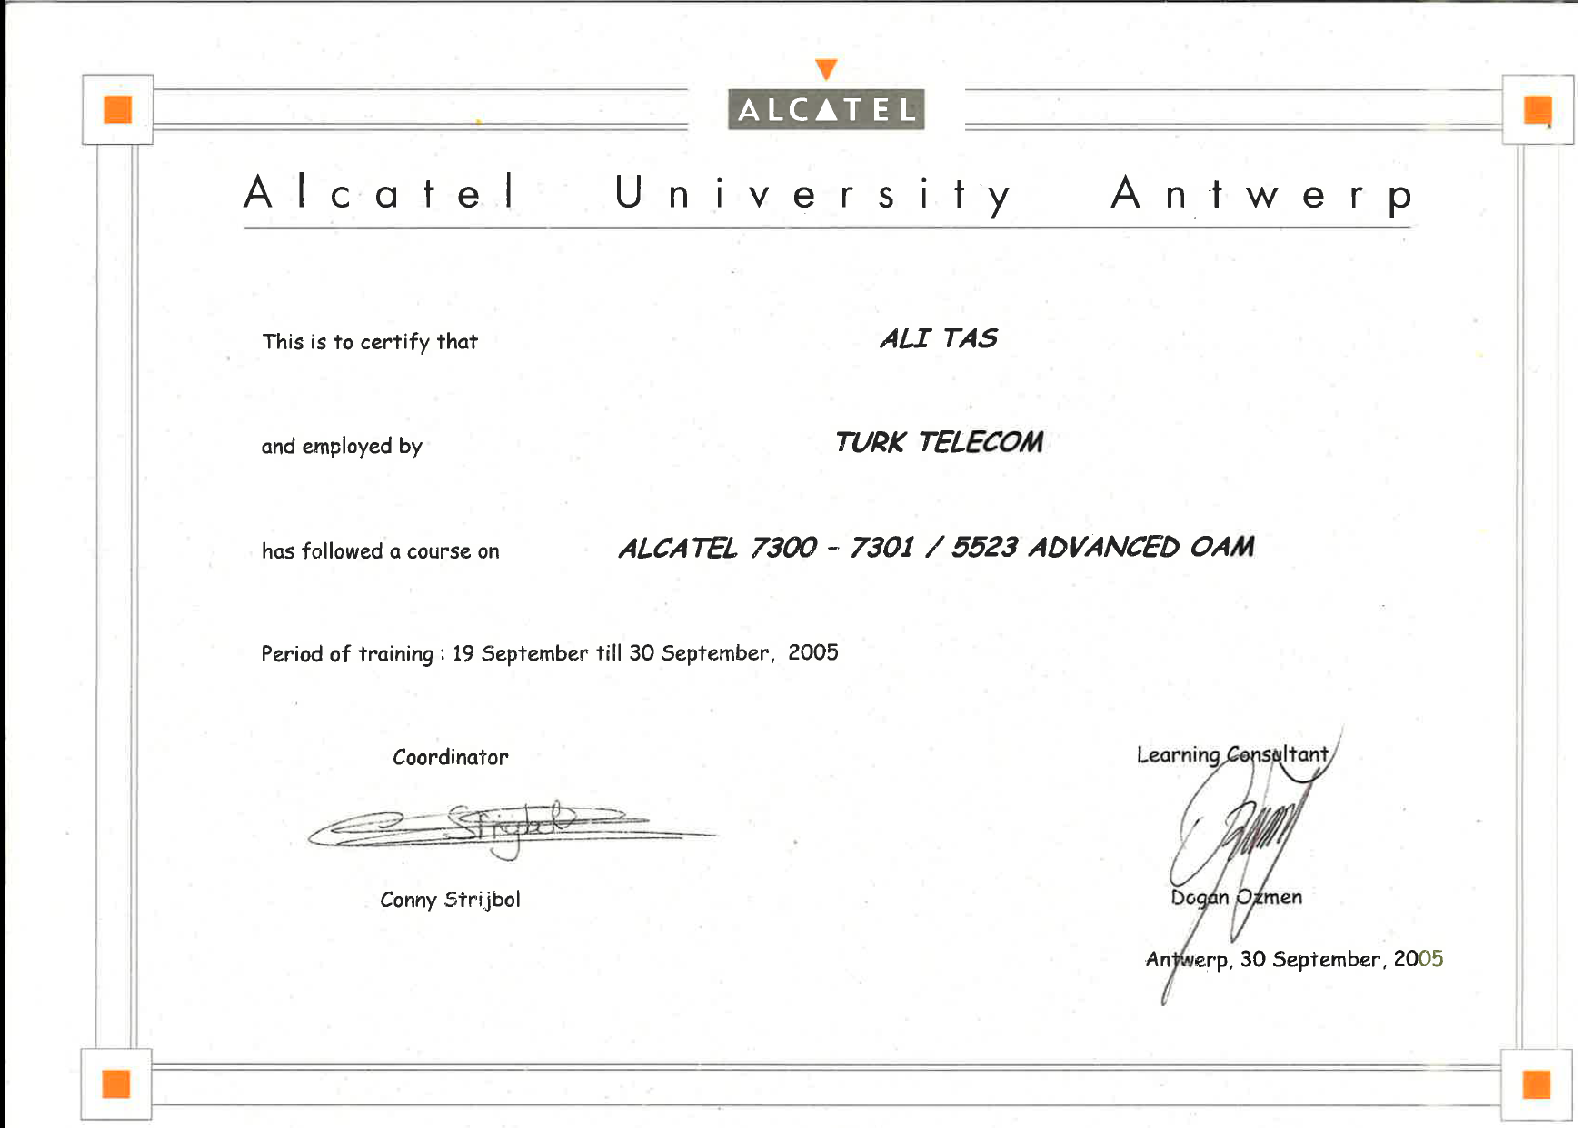 ALCATEL
Alcatel University Antwerp
This is to certify that ALI TAS
and employed by TURK TELECOM
has followed a course on ALCATEL 7300 - 7301 / 5523 ADVANCED OAM
Period of training : 19 September till 30 September, 2005
Coordinator Learning Consultant
Strijbol
Conny Strijbol Dogan Ozmen
Antwerp, 30 September, 2005